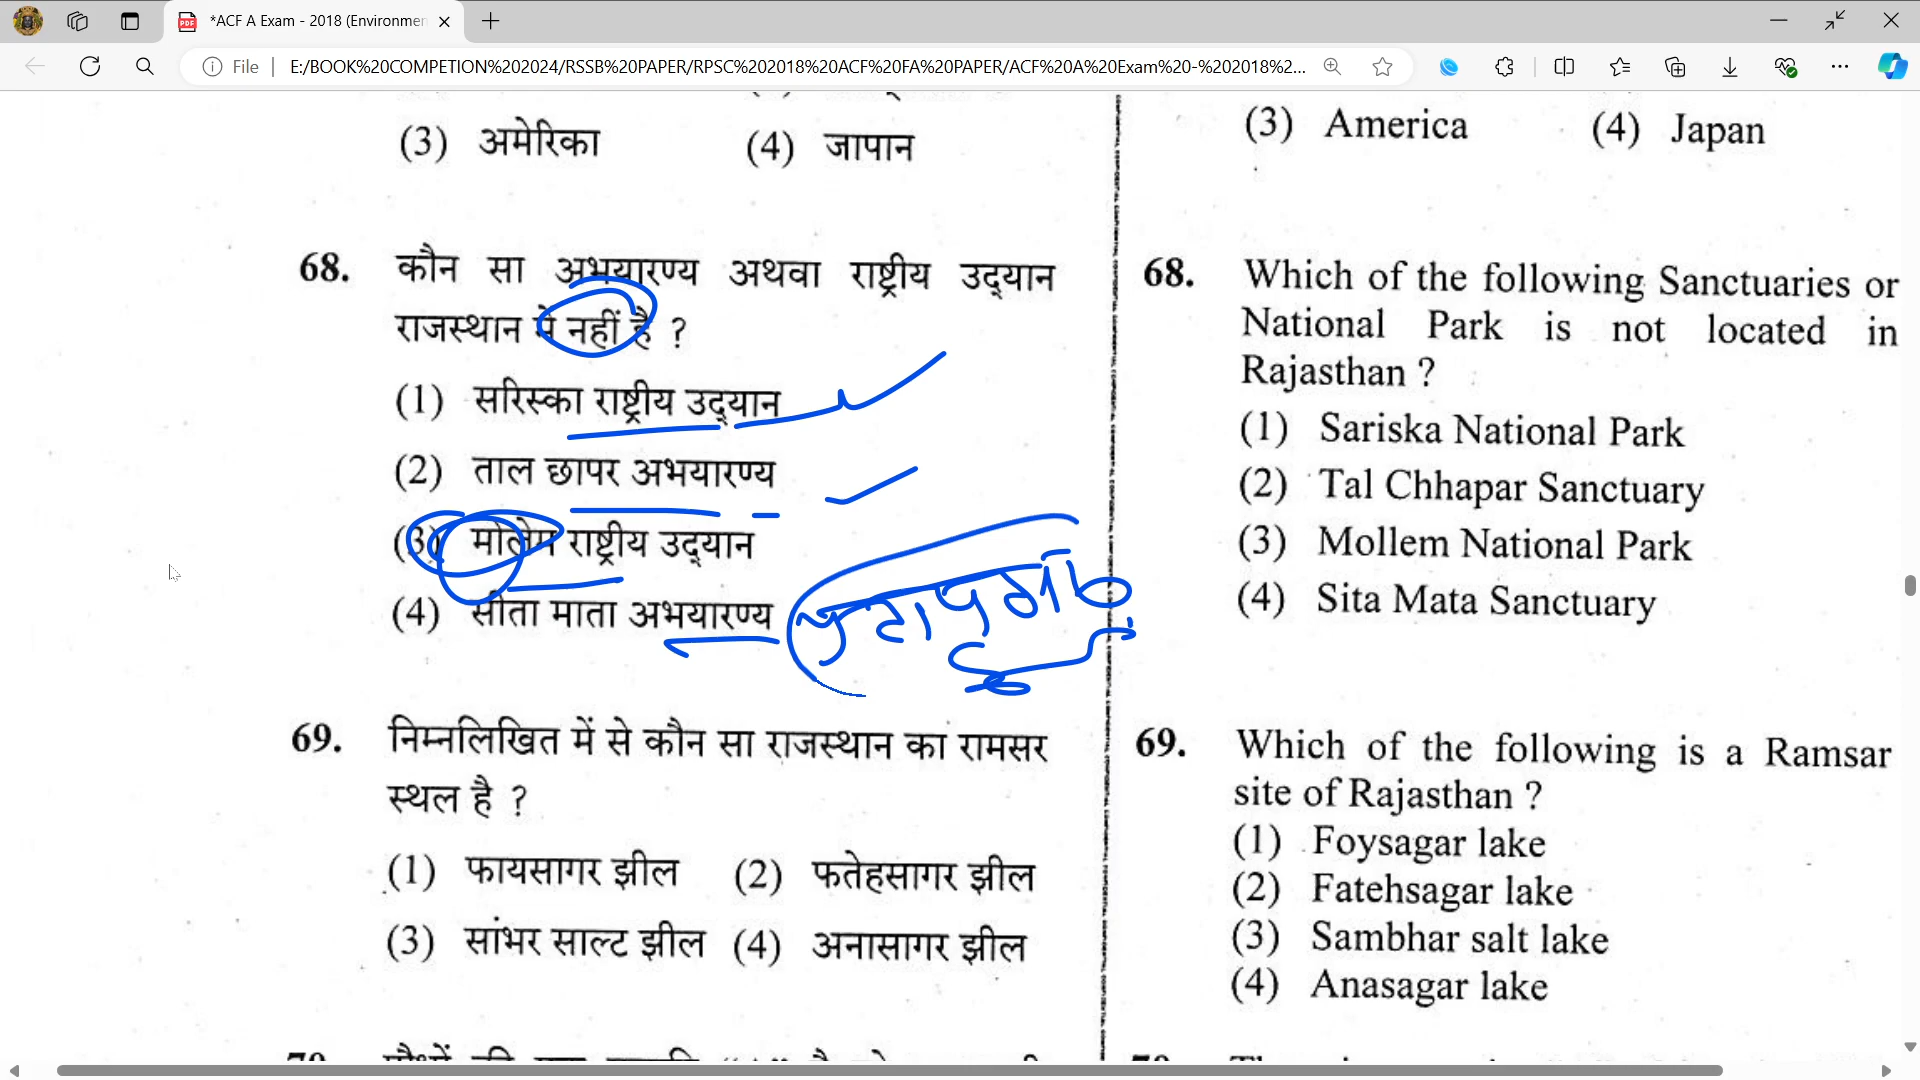 *ACF A Exam - 2018 (Environmen
File
E:/BOOK%20COMPETION%202024/RSSB%20PAPER/RPSC%202018%20ACF%20FA%20PAPER/ACF%20A%20Exam%20-%202018%2...
(3) अमेरिका (4) जापान
68. कौन सा अभयारण्य अथवा राष्ट्रीय उद्‌यान
राजस्थान में नहीं है ?
(1) सरिस्का राष्ट्रीय उद्‌यान
(2) ताल छापर अभयारण्य
(3) मोलेम राष्ट्रीय उद्‌यान
(4) सीता माता अभयारण्य
69. निम्नलिखित में से कौन सा राजस्थान का रामसर
स्थल है ?
(1) फायसागर झील (2) फतेहसागर झील
(3) सांभर साल्ट झील (4) अनासागर झील
(3) America (4) Japan
68. Which of the following Sanctuaries or
National Park is not located in
Rajasthan ?
(1) Sariska National Park
(2) Tal Chhapar Sanctuary
(3) Mollem National Park
(4) Sita Mata Sanctuary
69. Which of the following is a Ramsar
site of Rajasthan ?
(1) Foysagar lake
(2) Fatehsagar lake
(3) Sambhar salt lake
(4) Anasagar lake